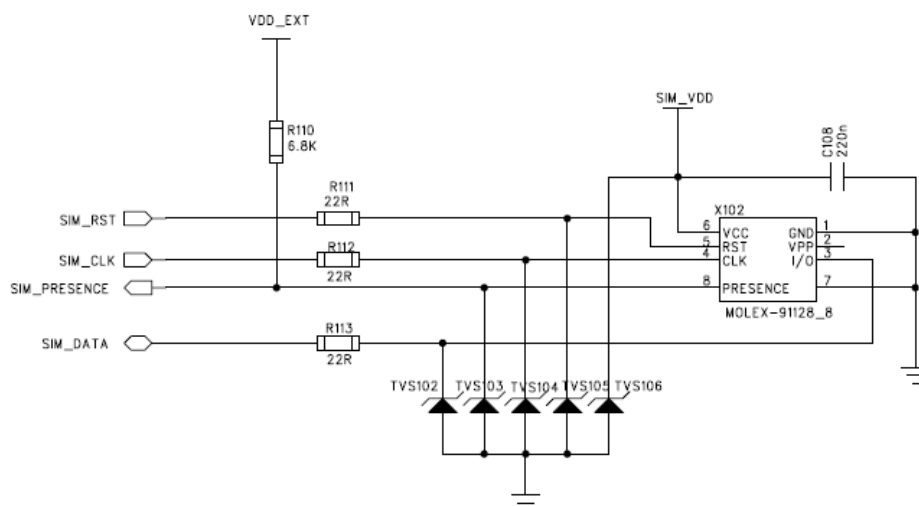 VDD_EXT
SIM_VDD
R110
6.8K
C108
220n
R111
22R
X102
SIM_RST
6
VCC
GND
1
5
RST
VPP
2
R112
SIM_CLK
4
CLK
I/O
3
22R
SIM_PRESENCE
8
PRESENCE
7
MOLEX-91128_8
R113
SIM_DATA
22R
TVS102
TVS103
TVS104
TVS105
TVS106